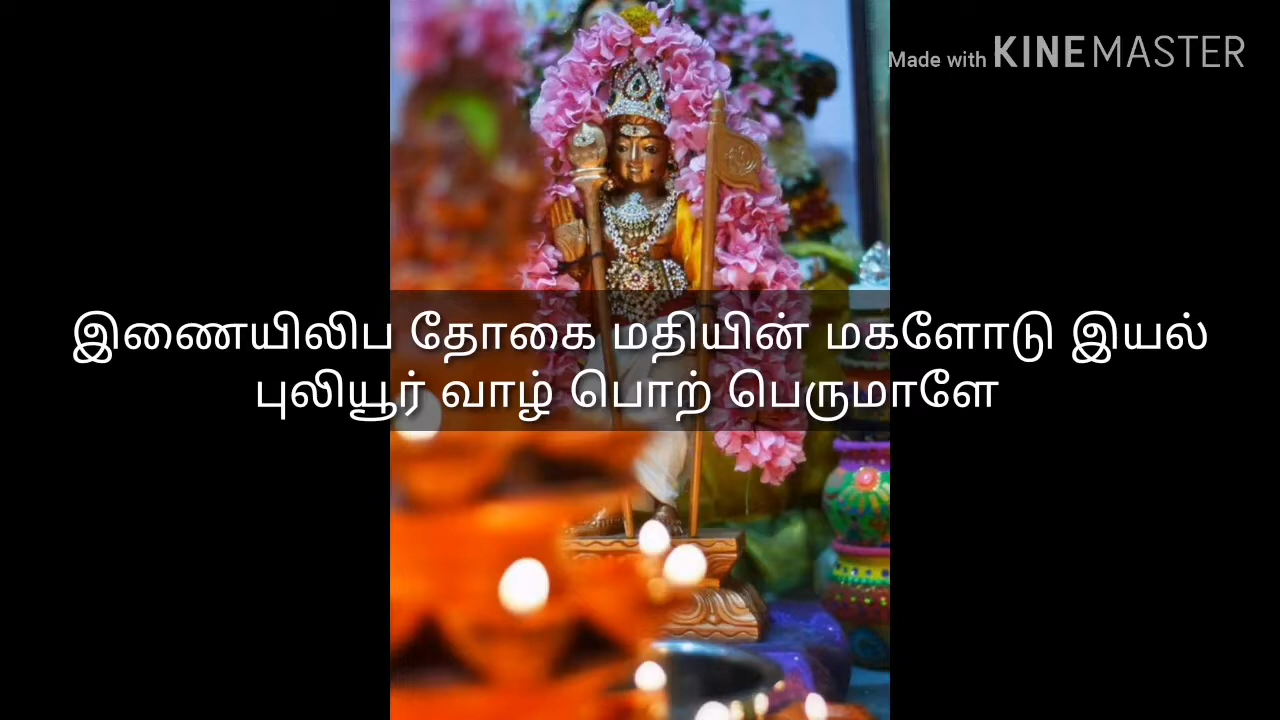 Made with KINEMASTER
இணையிலிப தோகை மதியின் மகளோடு இயல்
புலியூர் வாழ் பொற் பெருமாளே